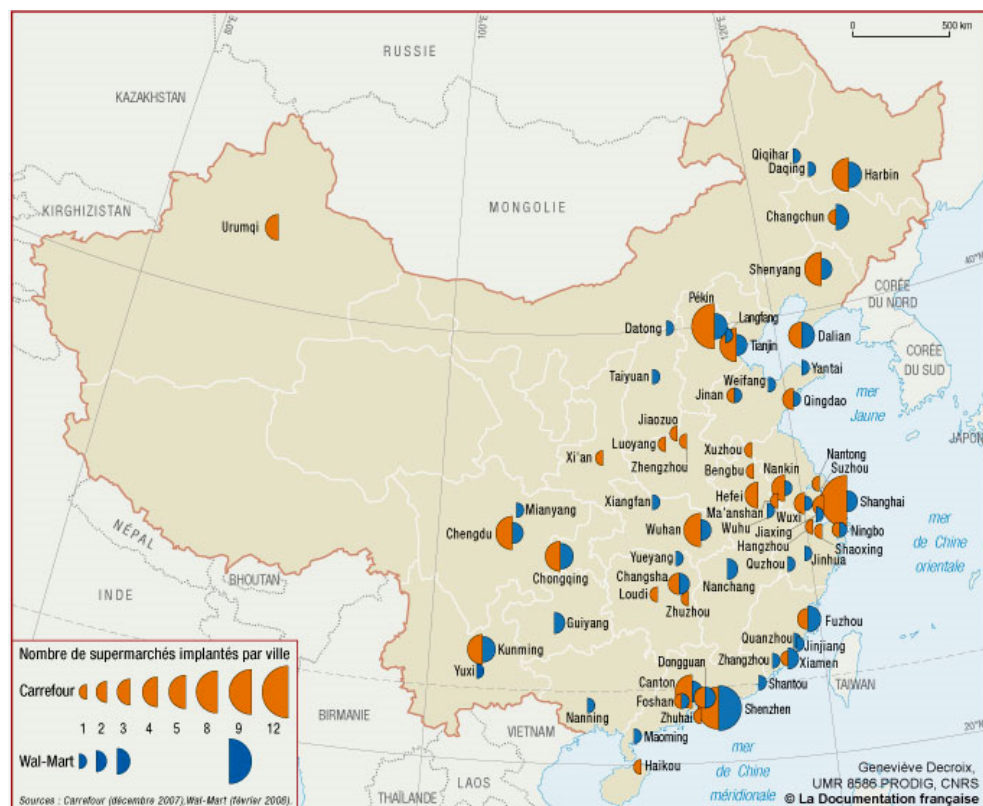 80°E
100°E
120°E
0
500 km
RUSSIE
KAZAKHSTAN
MONGOLIE
KIRGHIZISTAN
Urumqi
Qiqihar
Daqing
Harbin
Changchun
Shenyang
40°N
CORÉE
DU NORD
Pékin
Langfang
Datong
Tianjin
Dalian
CORÉE
DU SUD
Taiyuan
Weifang
Yantai
Jinan
Qingdao
mer
Jaune
JAPON
Jiaozuo
Luoyang
Xi'an
Zhengzhou
Xuzhou
Bengbu
Nankin
Nantong
Suzhou
Hefei
Shanghai
Xiangfan
Ma'anshan
Wuhu
Wuxi
Mianyang
Chengdu
Wuhan
Jiaxing
Hangzhou
Ningbo
Shaoxing
Jinhua
mer
de Chine
orientale
NÉPAL
BHOUTAN
INDE
Chongqing
Yueyang
Nanchang
Quzhou
Changsha
Loudi
Zhuzhou
Guiyang
Fuzhou
Kunming
Yuxi
Quanzhou
Jinjiang
Zhangzhou
Xiamen
TAIWAN
Dongguan
Canton
Shantou
Foshan
Shenzhen
Nanning
Zhuhai
Maoming
20°N
Haikou
BIRMANIE
VIETNAM
LAOS
THAÏLANDE
mer
de Chine
méridionale
Nombre de supermarchés implantés par ville
Carrefour
1 2 3 4 5 8 9 12
Wal-Mart
Sources : Carrefour (décembre 2007), Wal-Mart (février 2008).
Geneviève Decroix,
UMR 8586 PRODIG, CNRS
© La Documentation française